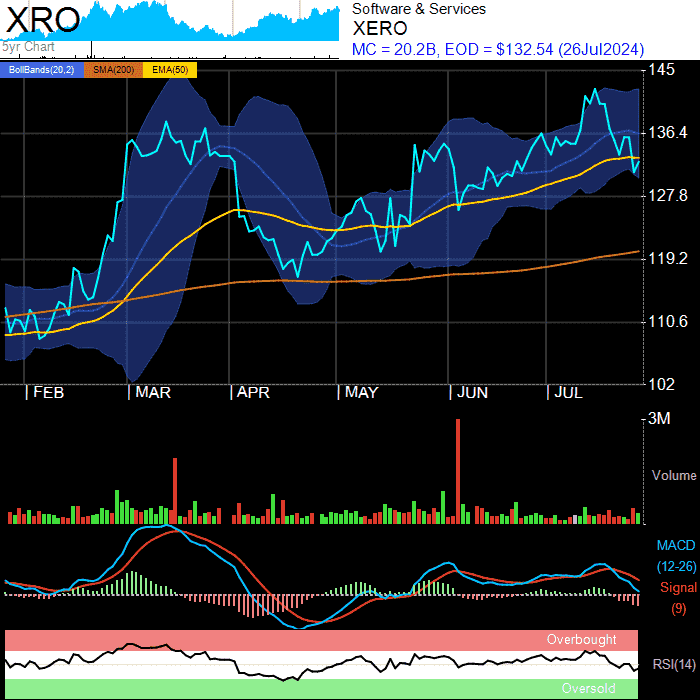 XRO
5yr Chart
Software & Services
XERO
MC = 20.2B, EOD = $132.54 (26Jul2024)
BollBands(20,2) SMA(200) EMA(50)
145
136.4
127.8
119.2
110.6
102
FEB MAR APR MAY JUN JUL
3M
Volume
MACD
(12-26)
Signal
(9)
Overbought
RSI(14)
Oversold